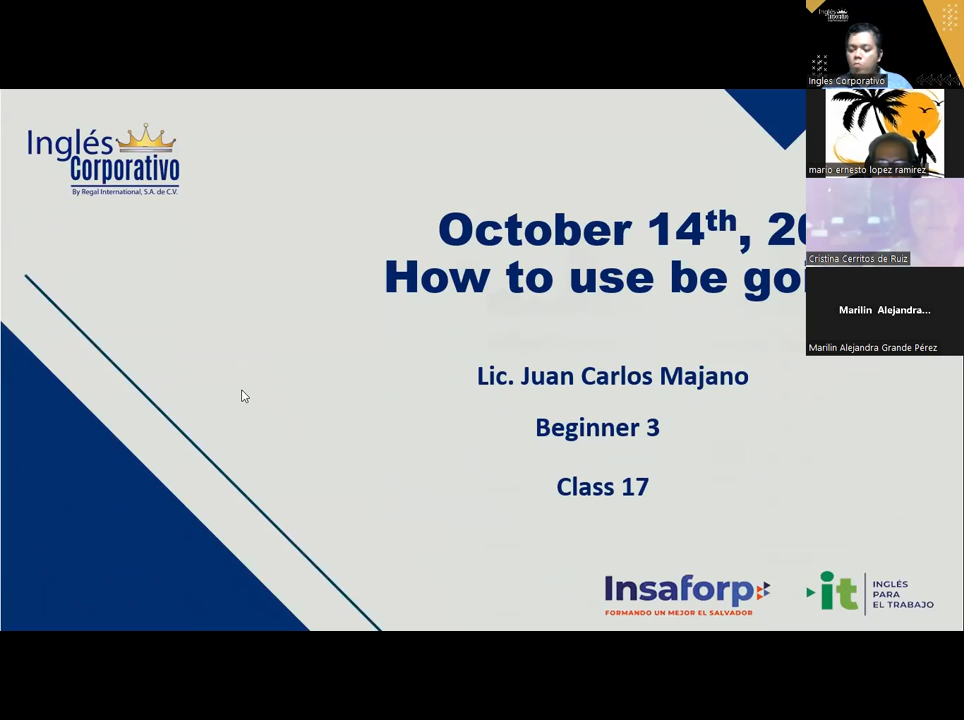 Inglés
Corporativo
By Regal International, S.A. de C.V.
October 14th, 20
How to use be go
Lic. Juan Carlos Majano
Beginner 3
Class 17
Insaforp
FORMANDO UN MEJOR EL SALVADOR
it
INGLÉS
PARA
EL TRABAJO
Inglés
Corporativo
Ingles Corporativo
mario ernesto lopez ramirez
Cristina Cerritos de Ruiz
Marilin Alejandra...
Marilin Alejandra Grande Pérez